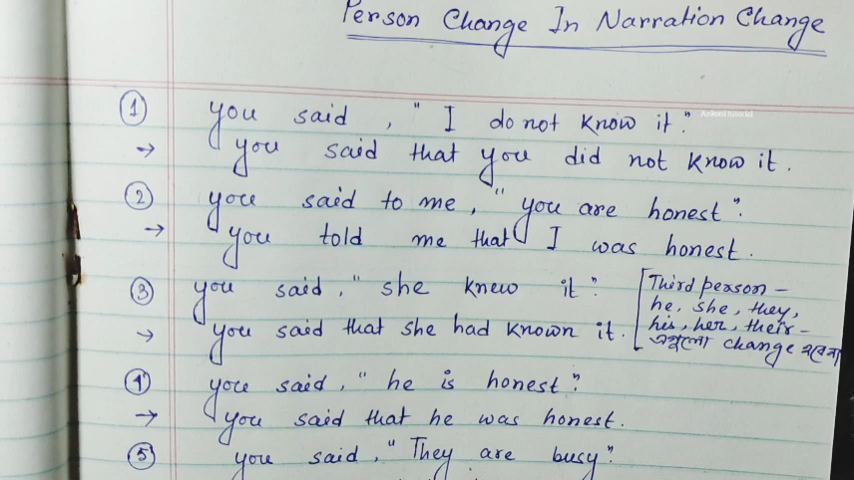 Person Change In Narration Change
① you said, "I do not know it".
→ you said that you did not know it.
② you said to me, "you are honest".
→ you told me that I was honest.
③ you said, "she knew it". [Third person –
he, she, they,
→ you said that she had known it. his, her, their –
এগুলো change হবেনা
④ you said, "he is honest".
→ you said that he was honest.
⑤ you said, "They are busy".